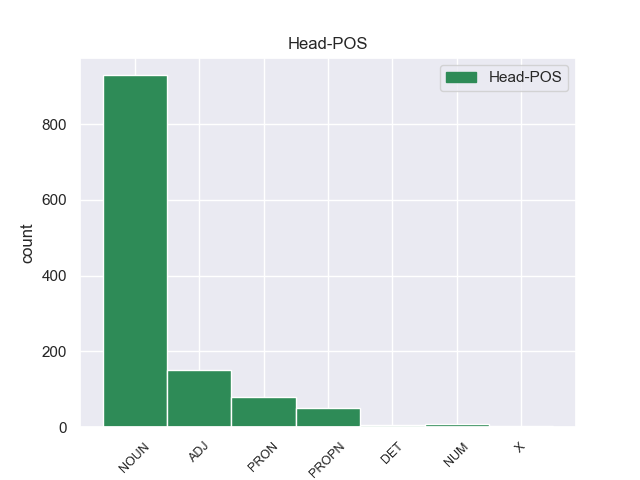 Head-POS
Head-POS
800
600
400
200
0
count
NOUN
ADJ
PRON
PROPN
DET
NUM
X